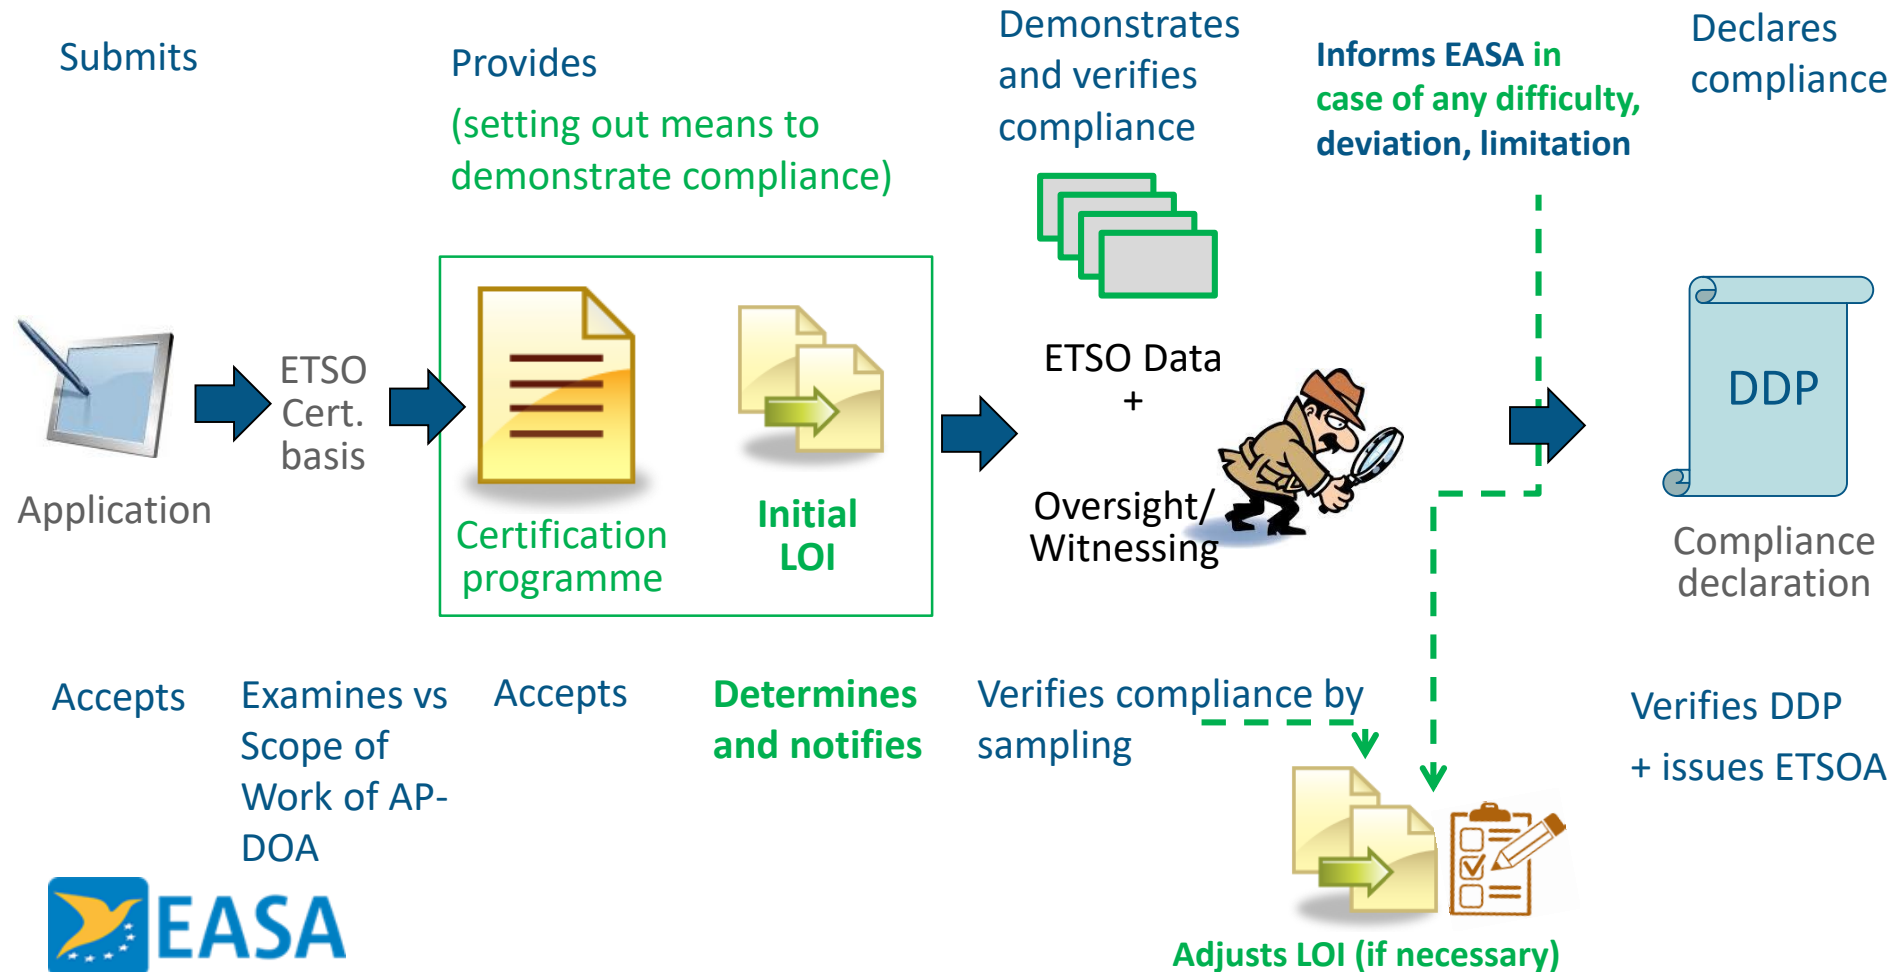 Submits
Provides
(setting out means to
demonstrate compliance)
Demonstrates
and verifies
compliance
Informs EASA in
case of any difficulty,
deviation, limitation
Declares
compliance
Application
ETSO
Cert.
basis
Certification
programme
Initial
LOI
ETSO Data
+
Oversight/
Witnessing
DDP
Compliance
declaration
Accepts
Examines vs
Scope of
Work of AP-
DOA
Accepts
Determines
and notifies
Verifies compliance by
sampling
Adjusts LOI (if necessary)
Verifies DDP
+ issues ETSOA
EASA